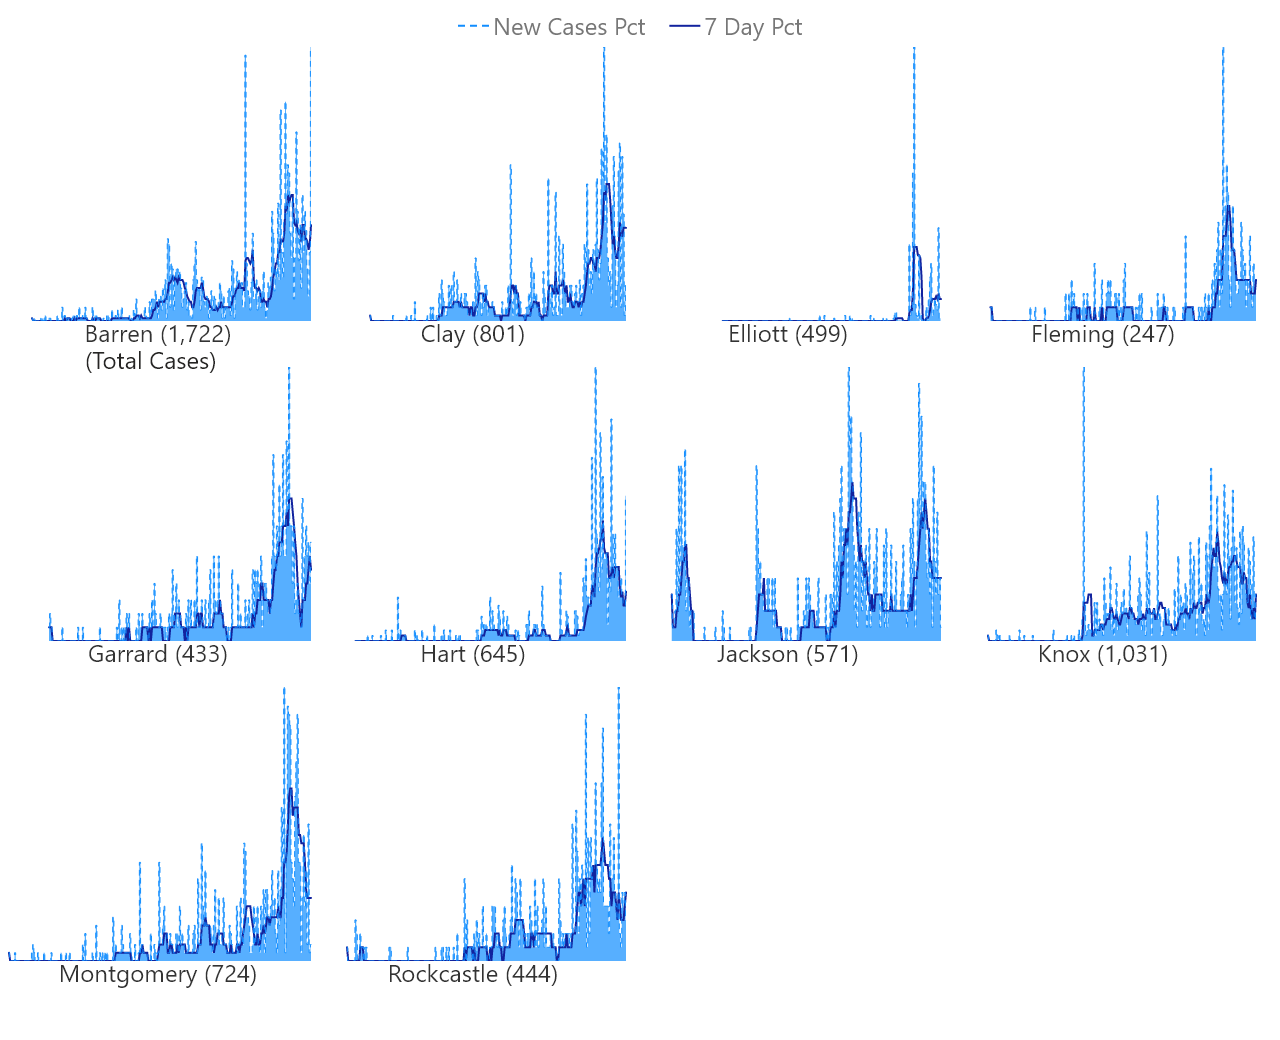 New Cases Pct 7 Day Pct
Barren (1,722)
(Total Cases)
Clay (801)
Elliott (499)
Fleming (247)
Garrard (433)
Hart (645)
Jackson (571)
Knox (1,031)
Montgomery (724)
Rockcastle (444)